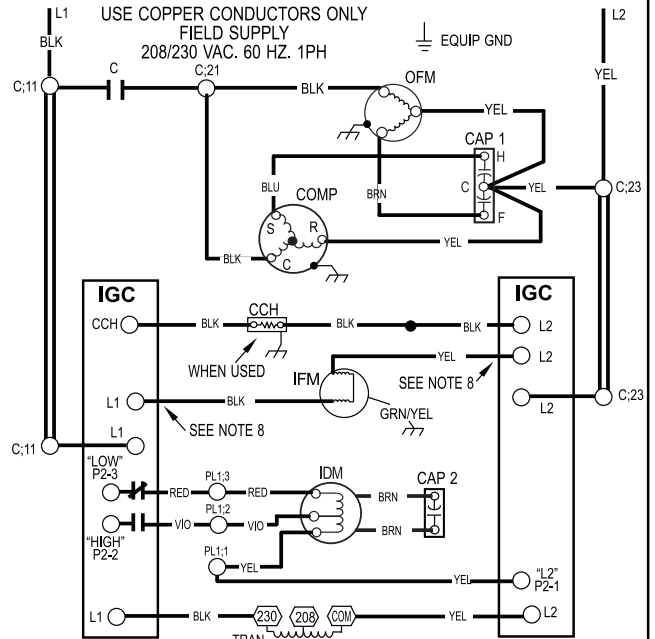 L1
USE COPPER CONDUCTORS ONLY
L2
FIELD SUPPLY
208/230 VAC. 60 HZ. 1PH
BLK
EQUIP GND
YEL
C;11
C
C;21
BLK
OFM
YEL
CAP 1
H
BLU
COMP
BRN
C
YEL
C;23
F
S
R
YEL
BLK
C
IGC
IGC
CCH
CCH
BLK
BLK
BLK
L2
WHEN USED
YEL
L2
IFM
SEE NOTE 8
L1
BLK
GRN/YEL
L2
C;23
SEE NOTE 8
L1
C;11
"LOW"
P2-3
RED
PL1;3
RED
IDM
BRN
CAP 2
VIO
PL1;2
VIO
BRN
"HIGH"
P2-2
PL1;1
YEL
YEL
"L2"
P2-1
L1
BLK
230
208
COM
YEL
L2
TRAN